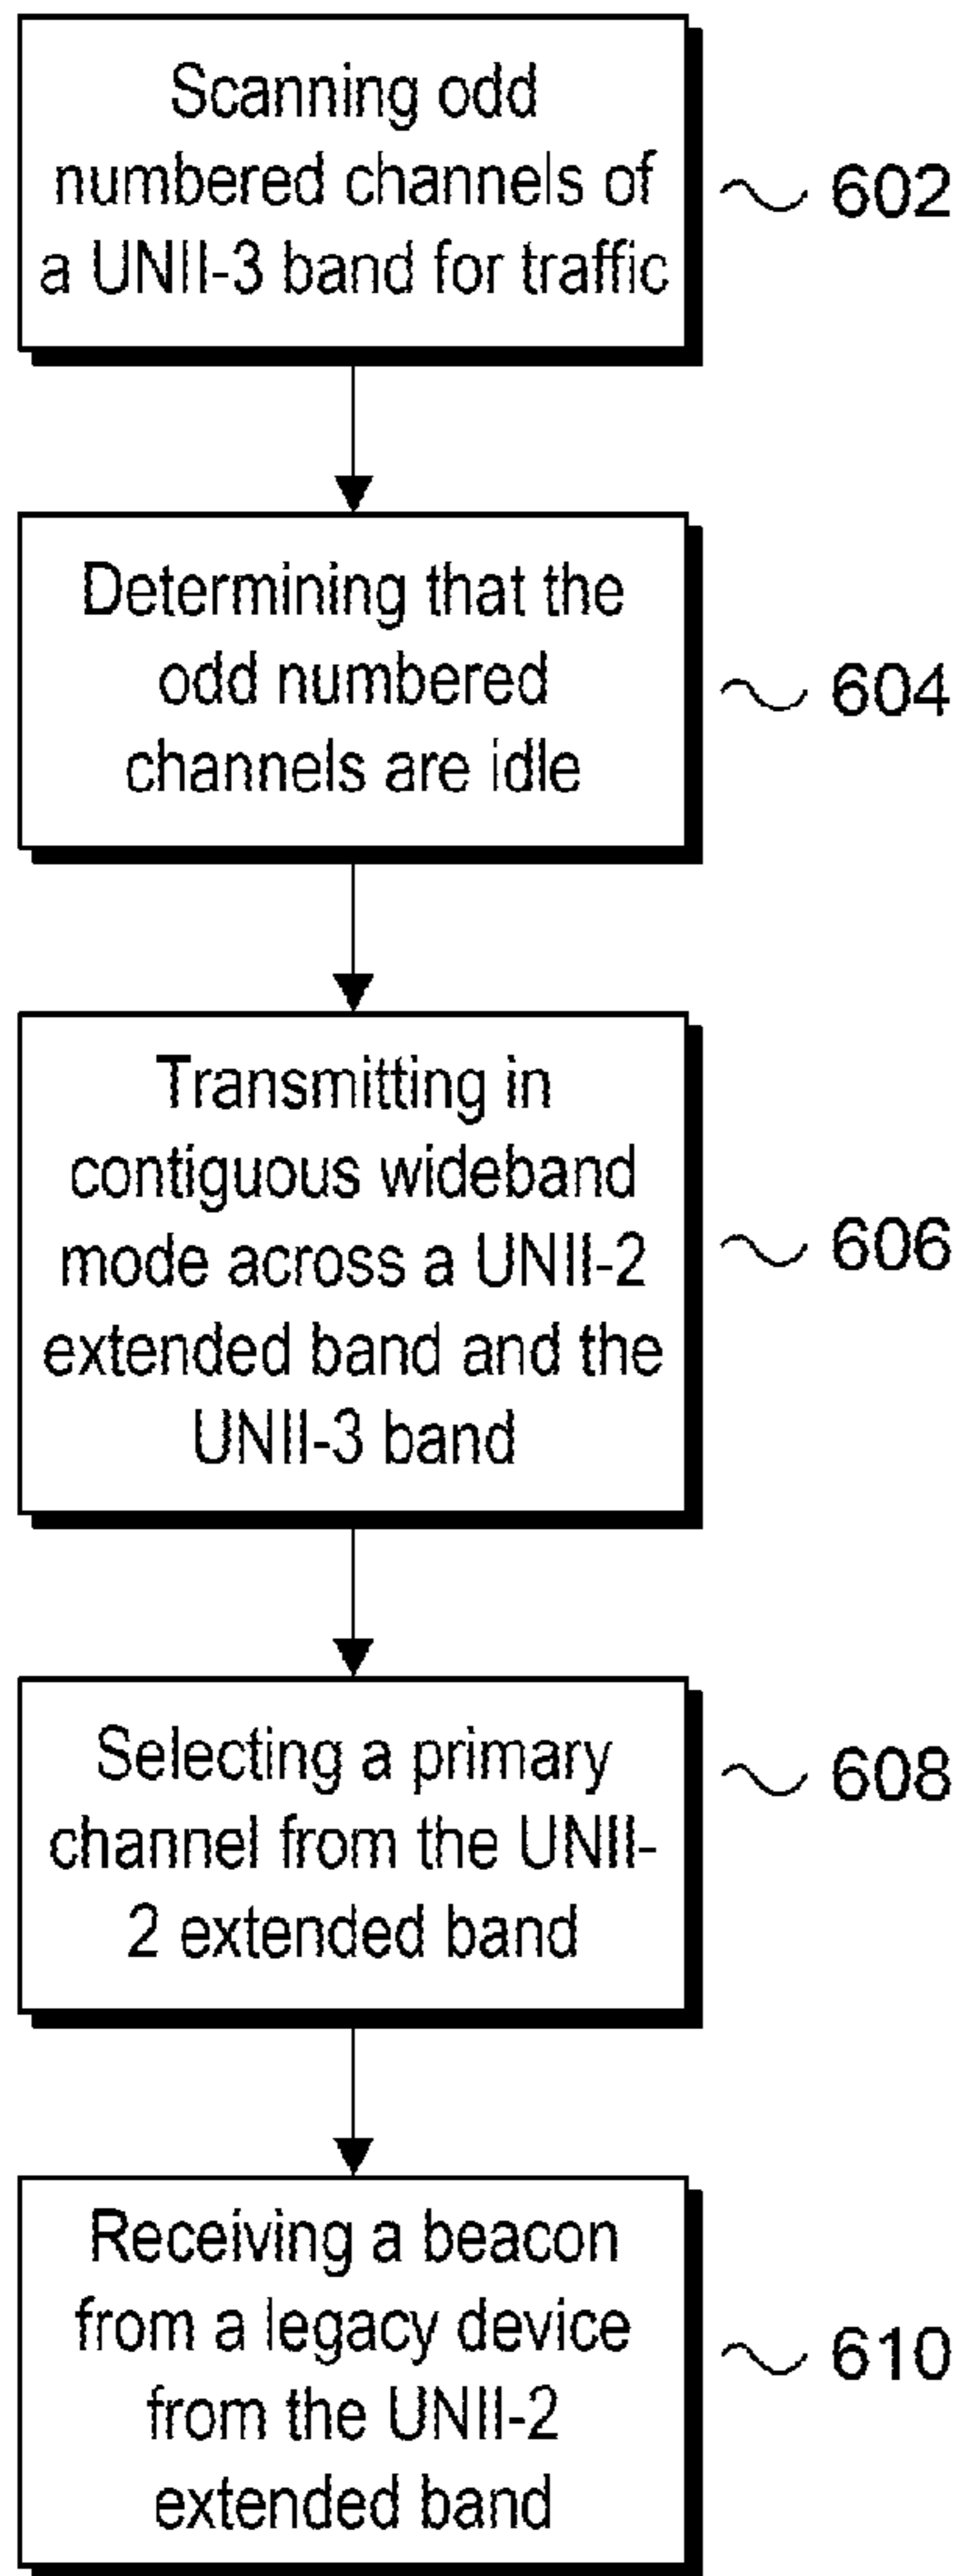 Scanning odd
numbered channels of
a UNII-3 band for traffic
602
Determining that the
odd numbered
channels are idle
604
Transmitting in
contiguous wideband
mode across a UNII-2
extended band and the
UNII-3 band
606
Selecting a primary
channel from the UNII-
2 extended band
608
Receiving a beacon
from a legacy device
from the UNII-2
extended band
610